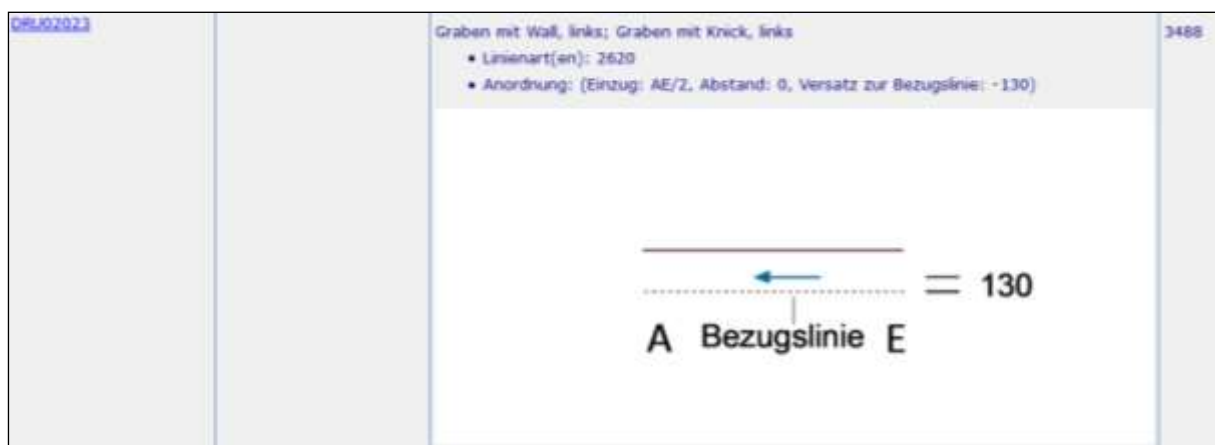 DRU02023
Graben mit Wall, links; Graben mit Knick, links
3488
• Linienart(en): 2620
• Anordnung: (Einzug: AE/2, Abstand: 0, Versatz zur Bezugslinie: -130)
130
A Bezugslinie E